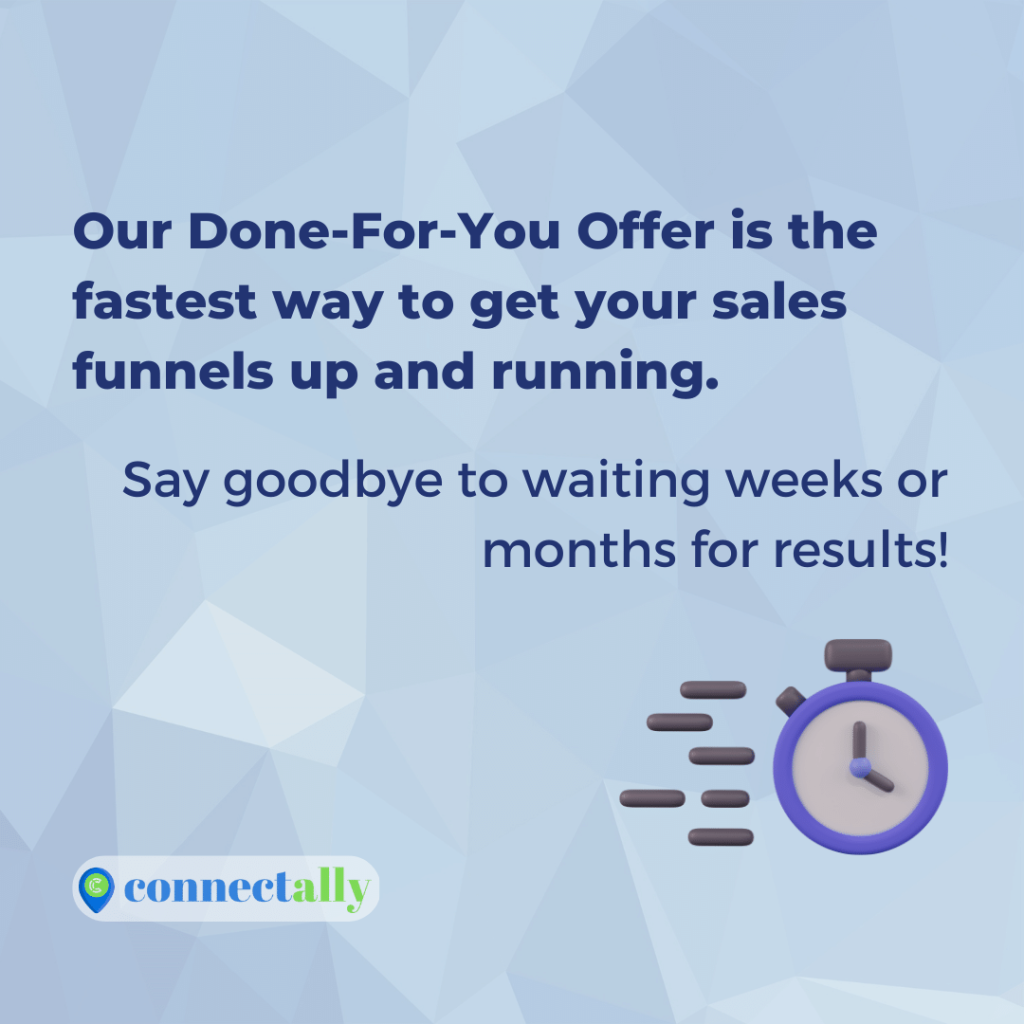 Our Done-For-You Offer is the
fastest way to get your sales
funnels up and running.
Say goodbye to waiting weeks or
months for results!
connectally